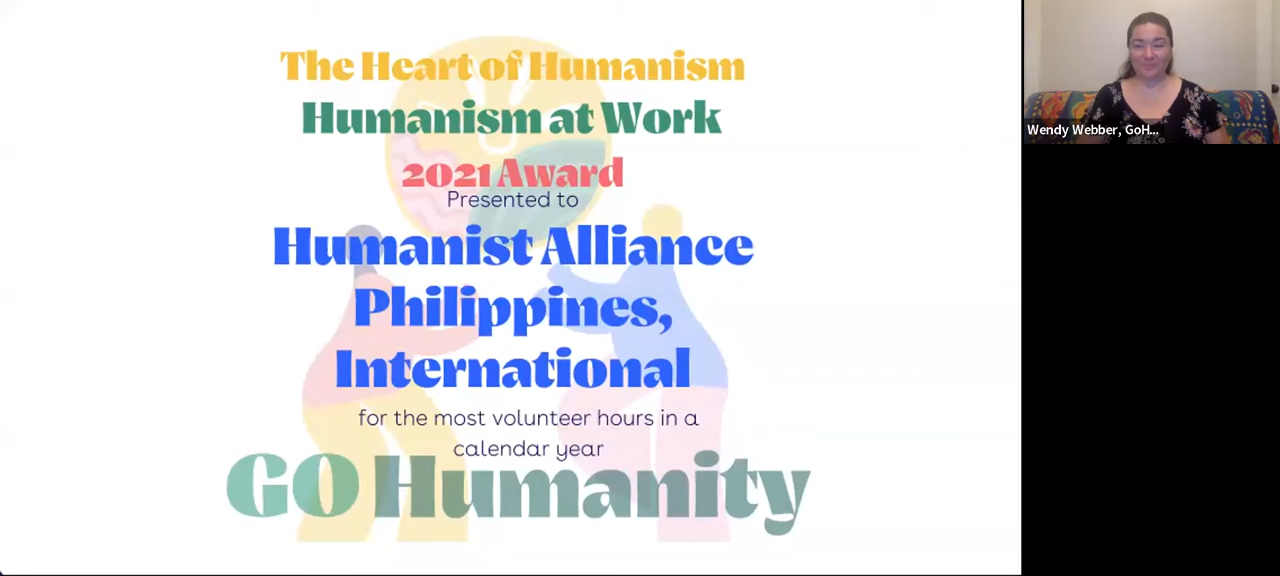 The Heart of Humanism
Humanism at Work
2021 Award
Presented to
Humanist Alliance
Philippines,
International
for the most volunteer hours in a
calendar year
GO Humanity
Wendy Webber, GoH...